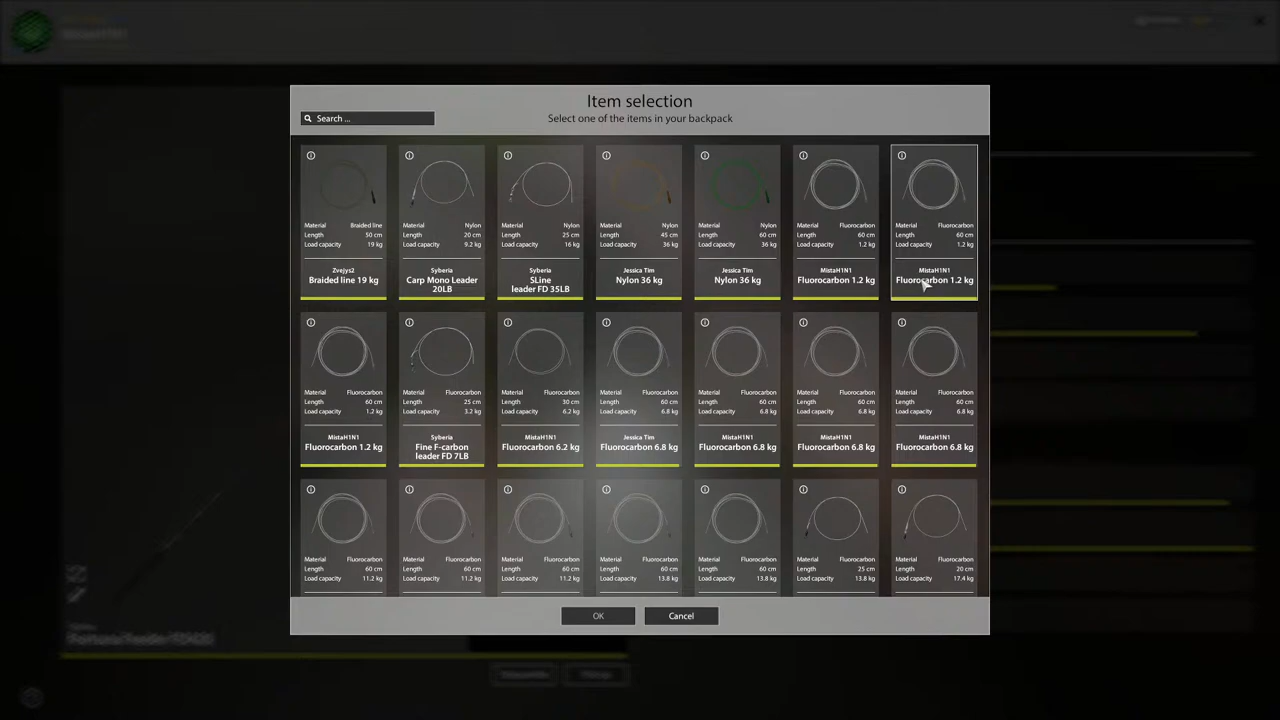 Item selection
Search ...
Select one of the items in your backpack
Material Braided line
Length 50 cm
Load capacity 19 kg
Zvejys2
Braided line 19 kg
Material Nylon
Length 20 cm
Load capacity 9.2 kg
Syberia
Carp Mono Leader
20LB
Material Nylon
Length 25 cm
Load capacity 16 kg
Syberia
SLine
leader FD 35LB
Material Nylon
Length 45 cm
Load capacity 36 kg
Jessica Tim
Nylon 36 kg
Material Nylon
Length 60 cm
Load capacity 36 kg
Jessica Tim
Nylon 36 kg
Material Fluorocarbon
Length 60 cm
Load capacity 1.2 kg
MistaH1N1
Fluorocarbon 1.2 kg
Material Fluorocarbon
Length 60 cm
Load capacity 1.2 kg
MistaH1N1
Fluorocarbon 1.2 kg
Material Fluorocarbon
Length 60 cm
Load capacity 1.2 kg
MistaH1N1
Fluorocarbon 1.2 kg
Material Fluorocarbon
Length 25 cm
Load capacity 3.2 kg
Syberia
Fine F-carbon
leader FD 7LB
Material Fluorocarbon
Length 30 cm
Load capacity 6.2 kg
MistaH1N1
Fluorocarbon 6.2 kg
Material Fluorocarbon
Length 60 cm
Load capacity 6.8 kg
Jessica Tim
Fluorocarbon 6.8 kg
Material Fluorocarbon
Length 60 cm
Load capacity 6.8 kg
MistaH1N1
Fluorocarbon 6.8 kg
Material Fluorocarbon
Length 60 cm
Load capacity 6.8 kg
MistaH1N1
Fluorocarbon 6.8 kg
Material Fluorocarbon
Length 60 cm
Load capacity 6.8 kg
MistaH1N1
Fluorocarbon 6.8 kg
Material Fluorocarbon
Length 60 cm
Load capacity 11.2 kg
Material Fluorocarbon
Length 60 cm
Load capacity 11.2 kg
Material Fluorocarbon
Length 60 cm
Load capacity 11.2 kg
Material Fluorocarbon
Length 60 cm
Load capacity 13.8 kg
Material Fluorocarbon
Length 60 cm
Load capacity 13.8 kg
Material Fluorocarbon
Length 25 cm
Load capacity 13.8 kg
Material Fluorocarbon
Length 20 cm
Load capacity 17.4 kg
OK
Cancel